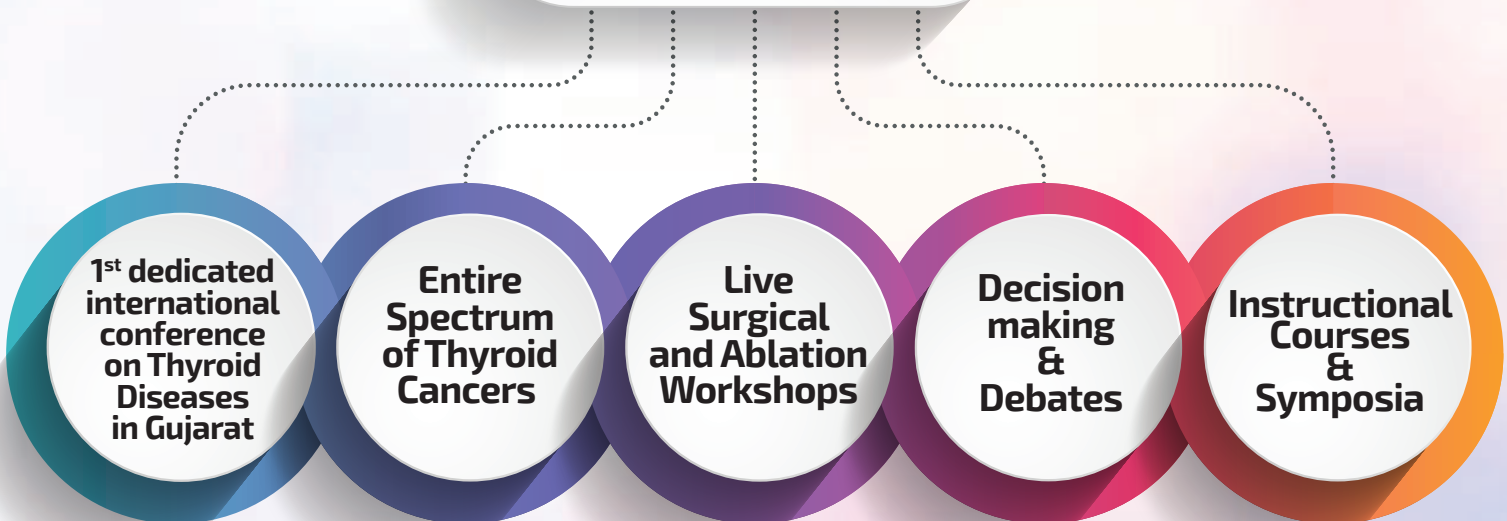 1st dedicated
international
conference
on Thyroid
Diseases
in Gujarat
Entire
Spectrum
of Thyroid
Cancers
Live
Surgical
and Ablation
Workshops
Decision
making
&
Debates
Instructional
Courses
&
Symposia